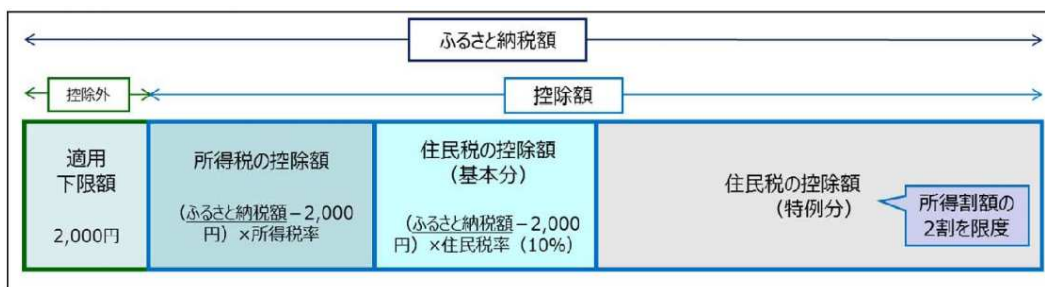 ふるさと納税額
控除外
控除額
適用
下限額
2,000円
所得税の控除額
(ふるさと納税額－2,000
円) ×所得税率
住民税の控除額
(基本分)
(ふるさと納税額－2,000
円) ×住民税率 (10%)
住民税の控除額
(特例分)
所得割額の
2割を限度